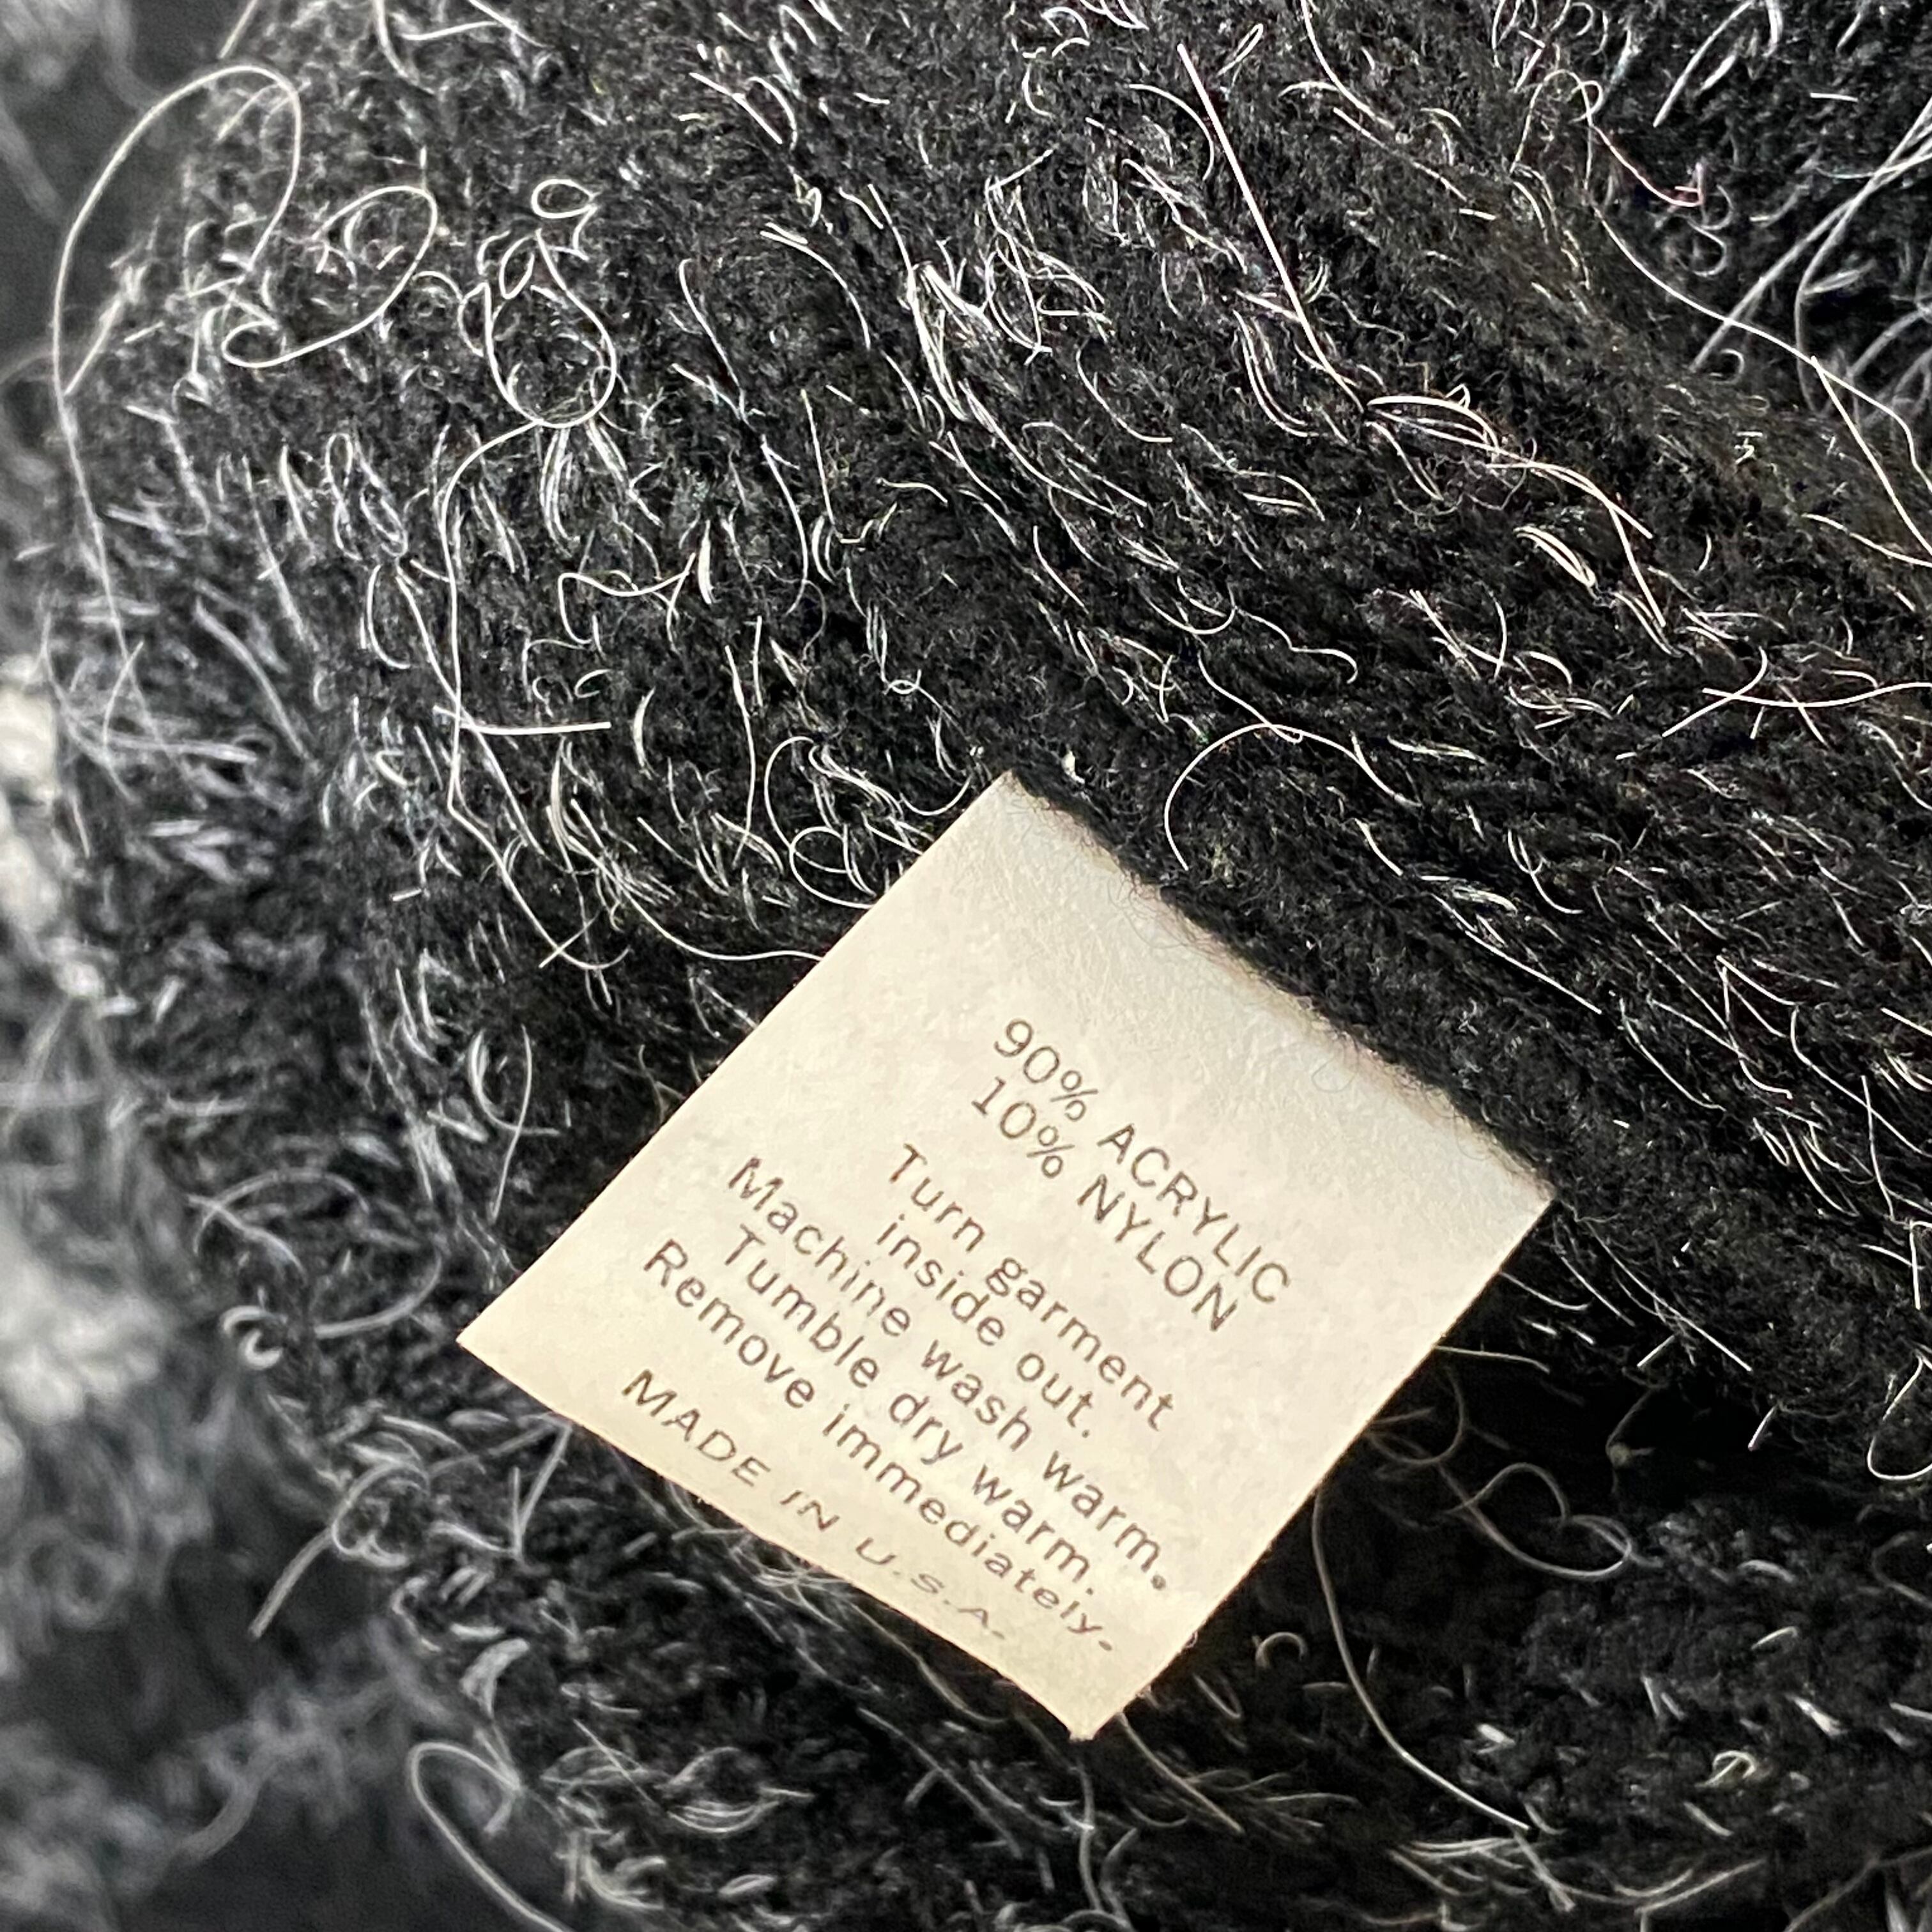 90% ACRYLIC
10% NYLON
Turn garment
inside out.
Machine wash warm.
Tumble dry warm.
Remove immediately.
MADE IN U.S.A.